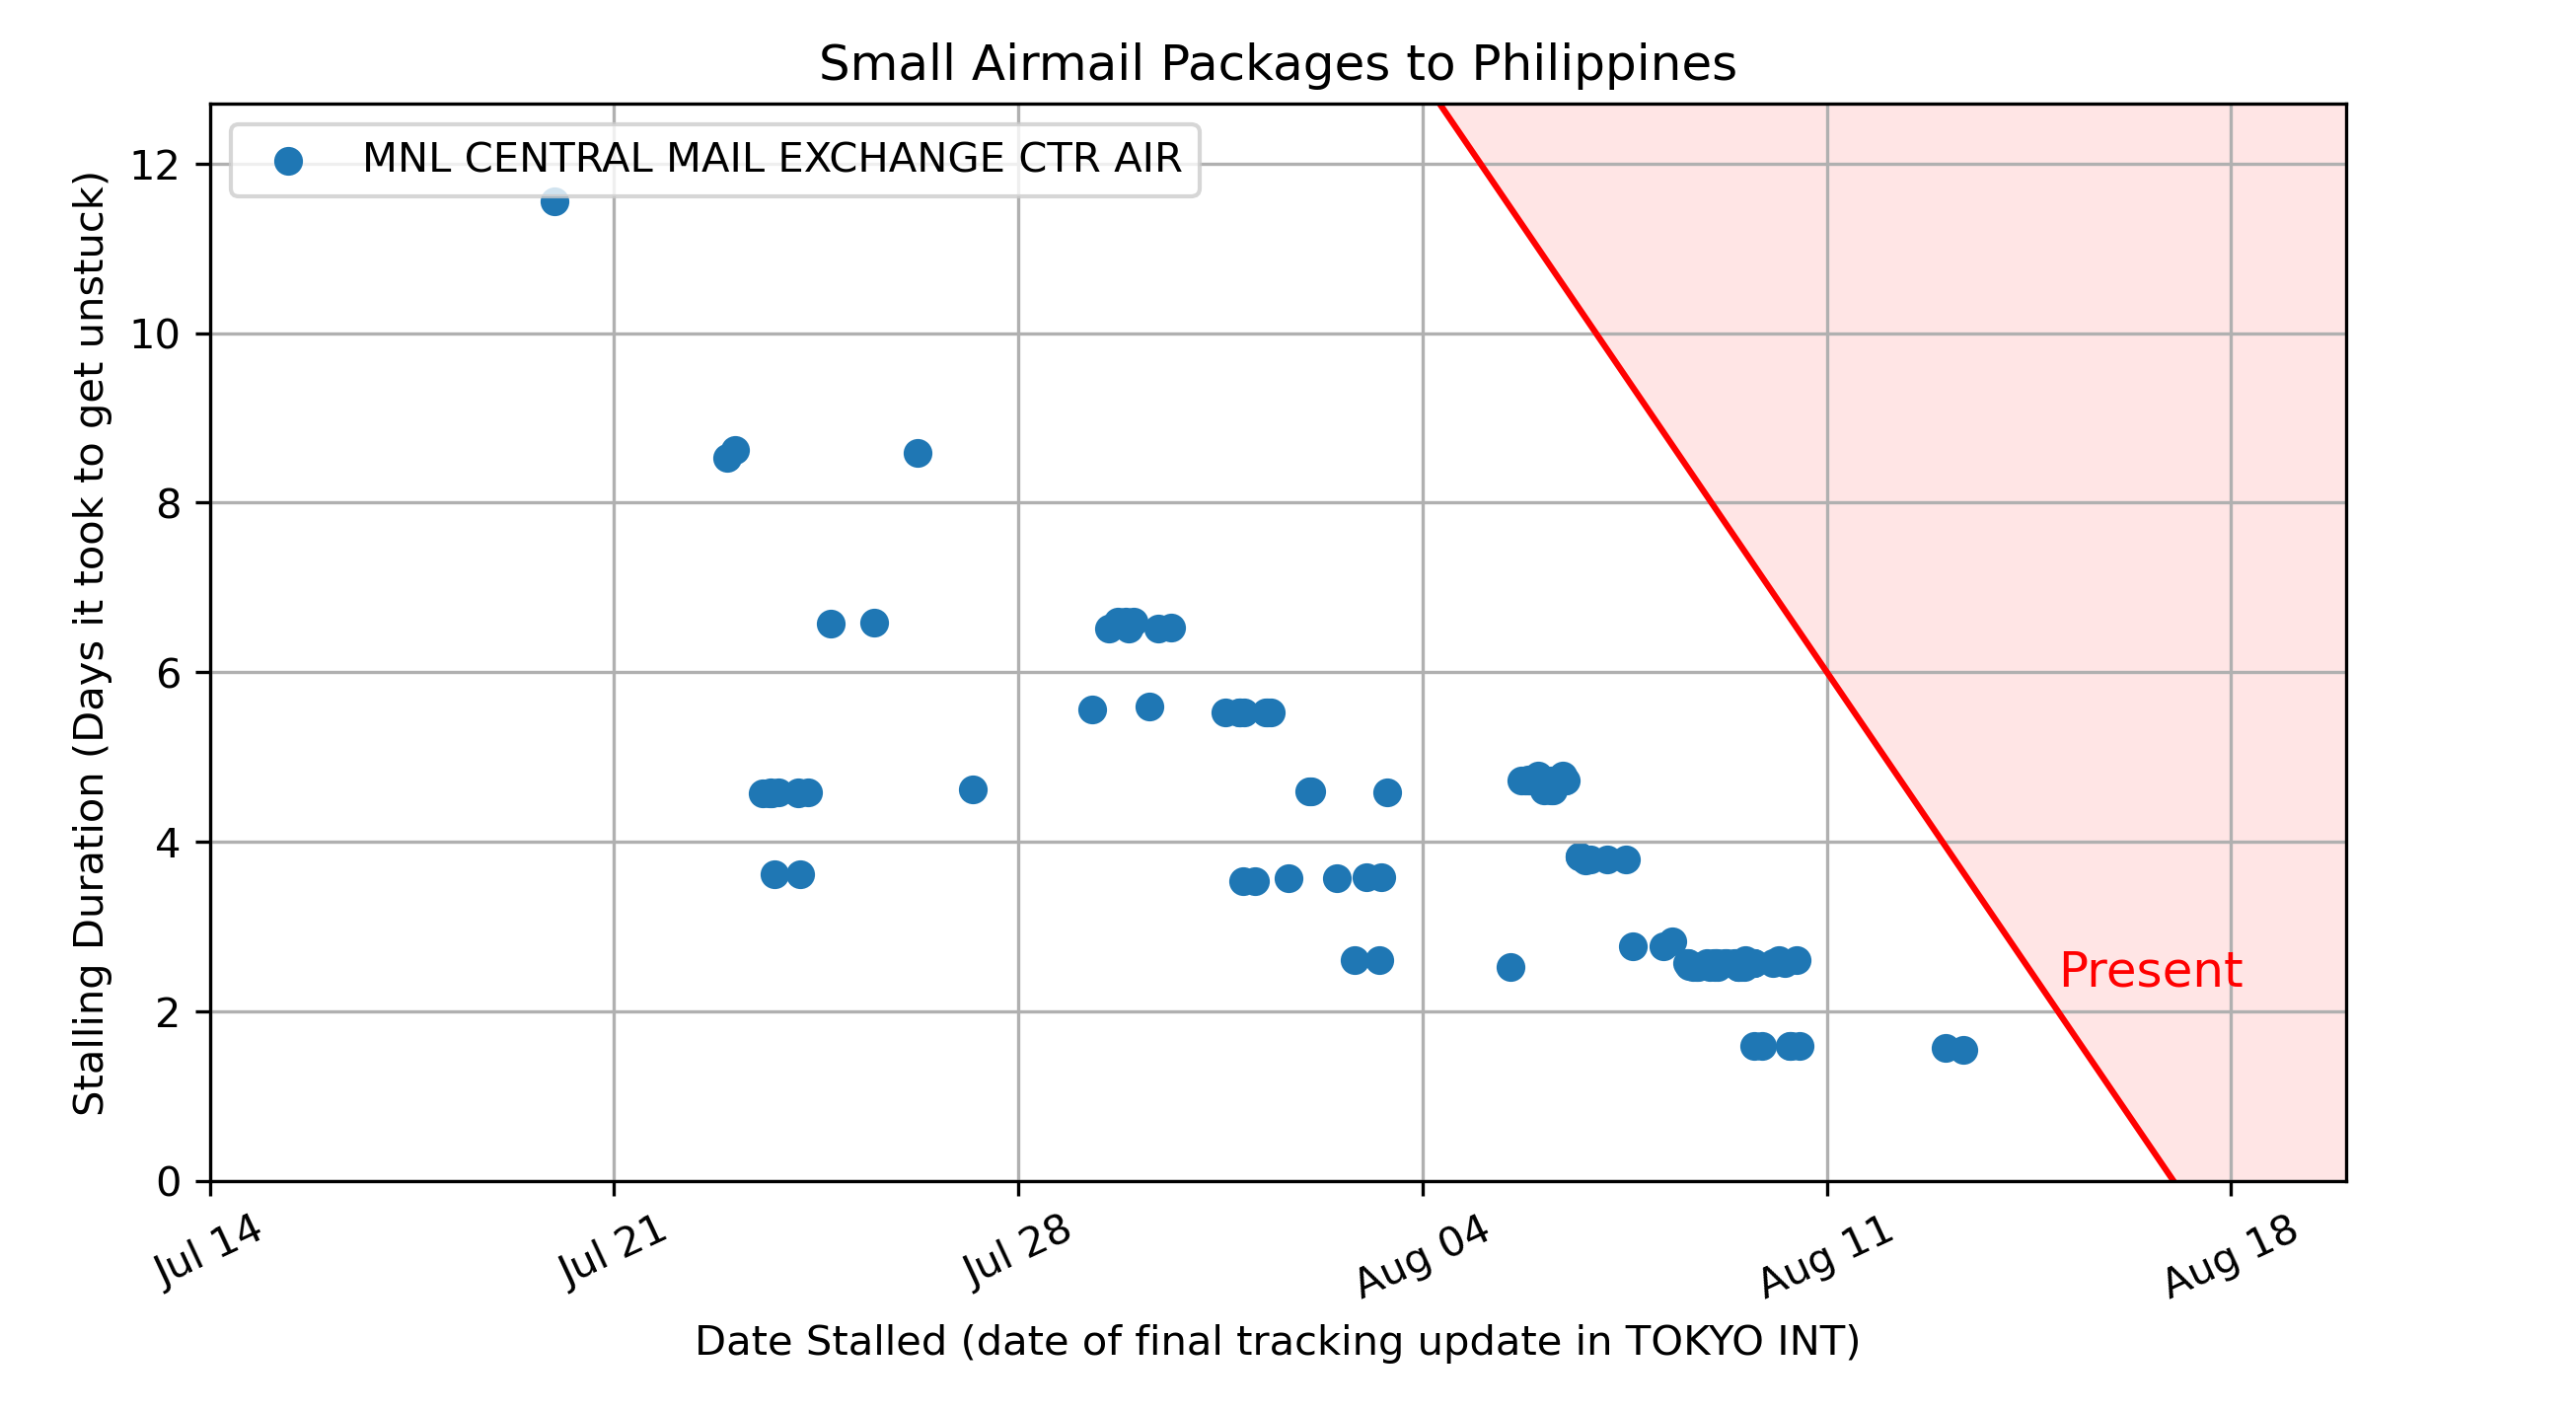 Small Airmail Packages to Philippines
MNL CENTRAL MAIL EXCHANGE CTR AIR
Stalling Duration (Days it took to get unstuck)
12
10
8
6
4
2
0
Present
Jul 14
Jul 21
Jul 28
Aug 04
Aug 11
Aug 18
Date Stalled (date of final tracking update in TOKYO INT)